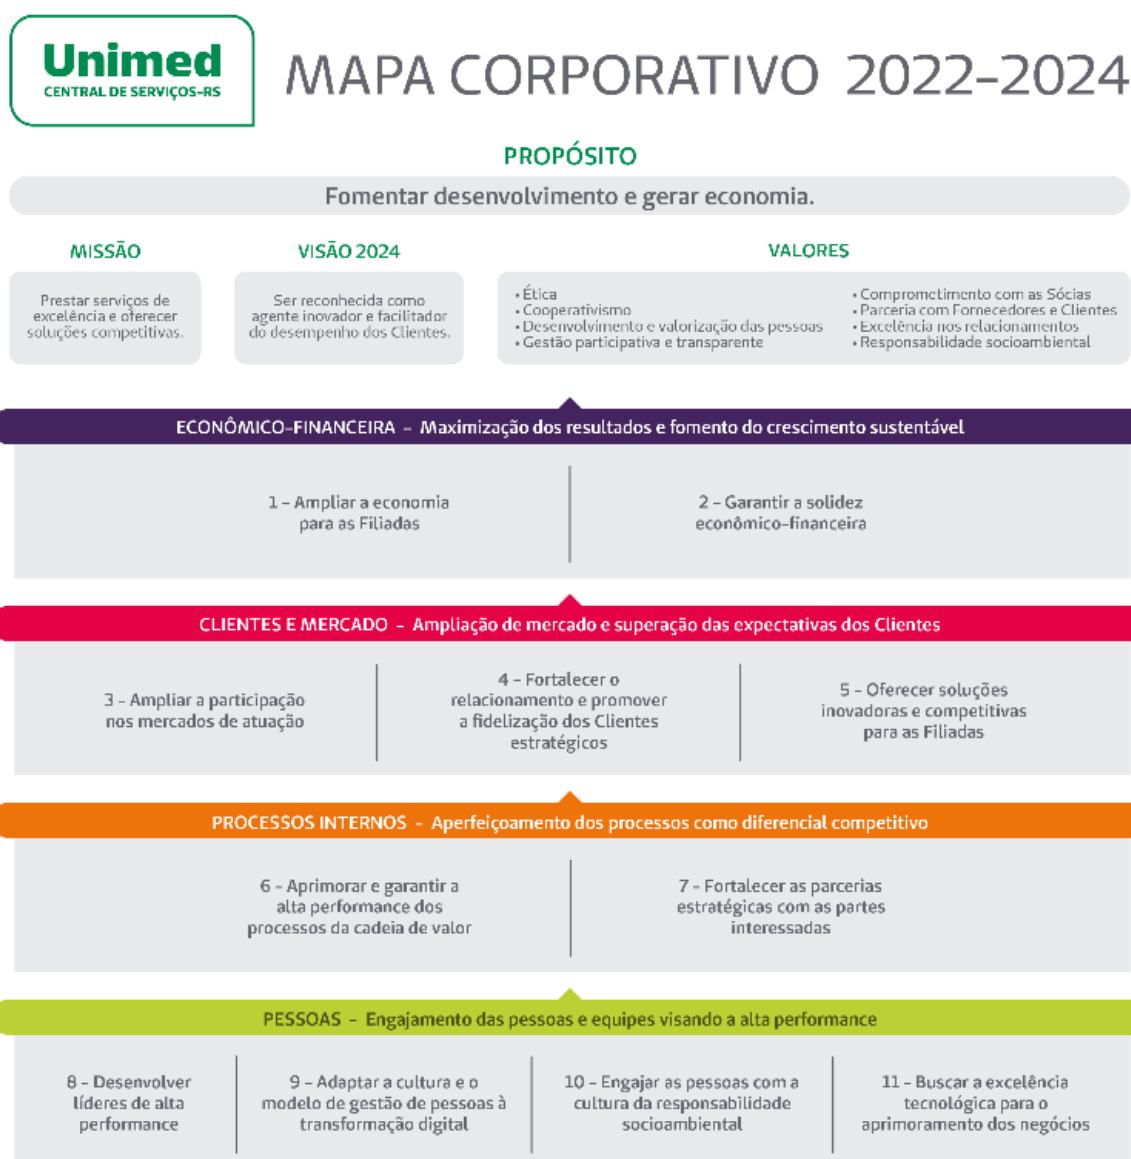 Unimed
CENTRAL DE SERVIÇOS-RS
MAPA CORPORATIVO 2022-2024
PROPÓSITO
Fomentar desenvolvimento e gerar economia.
MISSÃO
Prestar serviços de
excelência e oferecer
soluções competitivas.
VISÃO 2024
Ser reconhecida como
agente inovador e facilitador
do desempenho dos Clientes.
VALORES
• Ética
• Cooperativismo
• Desenvolvimento e valorização das pessoas
• Gestão participativa e transparente
• Comprometimento com as Sócias
• Parceria com Fornecedores e Clientes
• Excelência nos relacionamentos
• Responsabilidade socioambiental
ECONÔMICO-FINANCEIRA - Maximização dos resultados e fomento do crescimento sustentável
1 - Ampliar a economia
para as Filiadas
2 - Garantir a solidez
econômico-financeira
CLIENTES E MERCADO - Ampliação de mercado e superação das expectativas dos Clientes
3 - Ampliar a participação
nos mercados de atuação
4 - Fortalecer o
relacionamento e promover
a fidelização dos Clientes
estratégicos
5 - Oferecer soluções
inovadoras e competitivas
para as Filiadas
PROCESSOS INTERNOS - Aperfeiçoamento dos processos como diferencial competitivo
6 - Aprimorar e garantir a
alta performance dos
processos da cadeia de valor
7 - Fortalecer as parcerias
estratégicas com as partes
interessadas
PESSOAS - Engajamento das pessoas e equipes visando a alta performance
8 - Desenvolver
líderes de alta
performance
9 - Adaptar a cultura e o
modelo de gestão de pessoas à
transformação digital
10 - Engajar as pessoas com a
cultura da responsabilidade
socioambiental
11 - Buscar a excelência
tecnológica para o
aprimoramento dos negócios